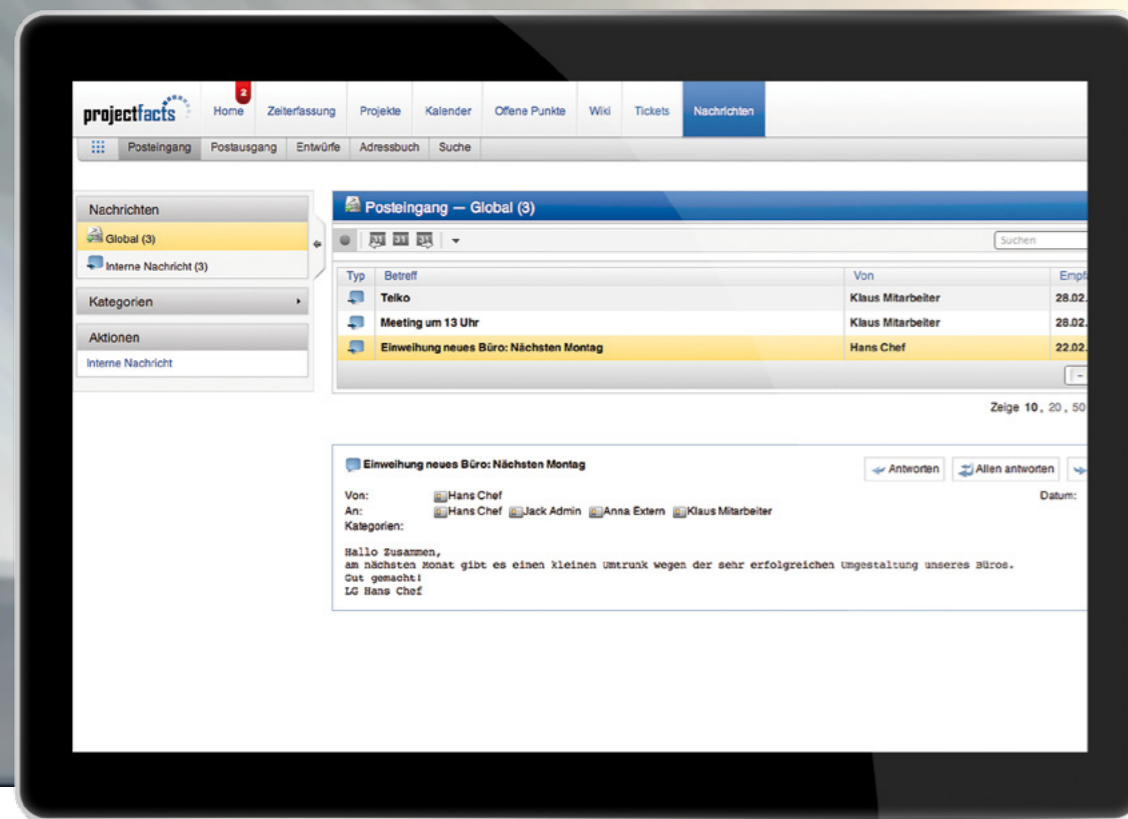 2
projectfacts Home Zeiterfassung Projekte Kalender Offene Punkte Wiki Tickets Nachrichten
Posteingang Postausgang Entwürfe Adressbuch Suche
Nachrichten
Global (3)
Interne Nachricht (3)
Kategorien
Aktionen
Interne Nachricht
Posteingang — Global (3)
Suchen
Typ Betreff Von
Telko Klaus Mitarbeiter 28.02.
Meeting um 13 Uhr Klaus Mitarbeiter 28.02.
Einweihung neues Büro: Nächsten Montag Hans Chef 22.02.
Zeige 10, 20, 50
Einweihung neues Büro: Nächsten Montag Antworten Allen antworten
Von: Hans Chef Datum:
An: Hans Chef Jack Admin Anna Extern Klaus Mitarbeiter
Kategorien:
Hallo Zusammen,
am nächsten Monat gibt es einen kleinen Umtrunk wegen der sehr erfolgreichen Umgestaltung unseres Büros.
Gut gemacht!
LG Hans Chef